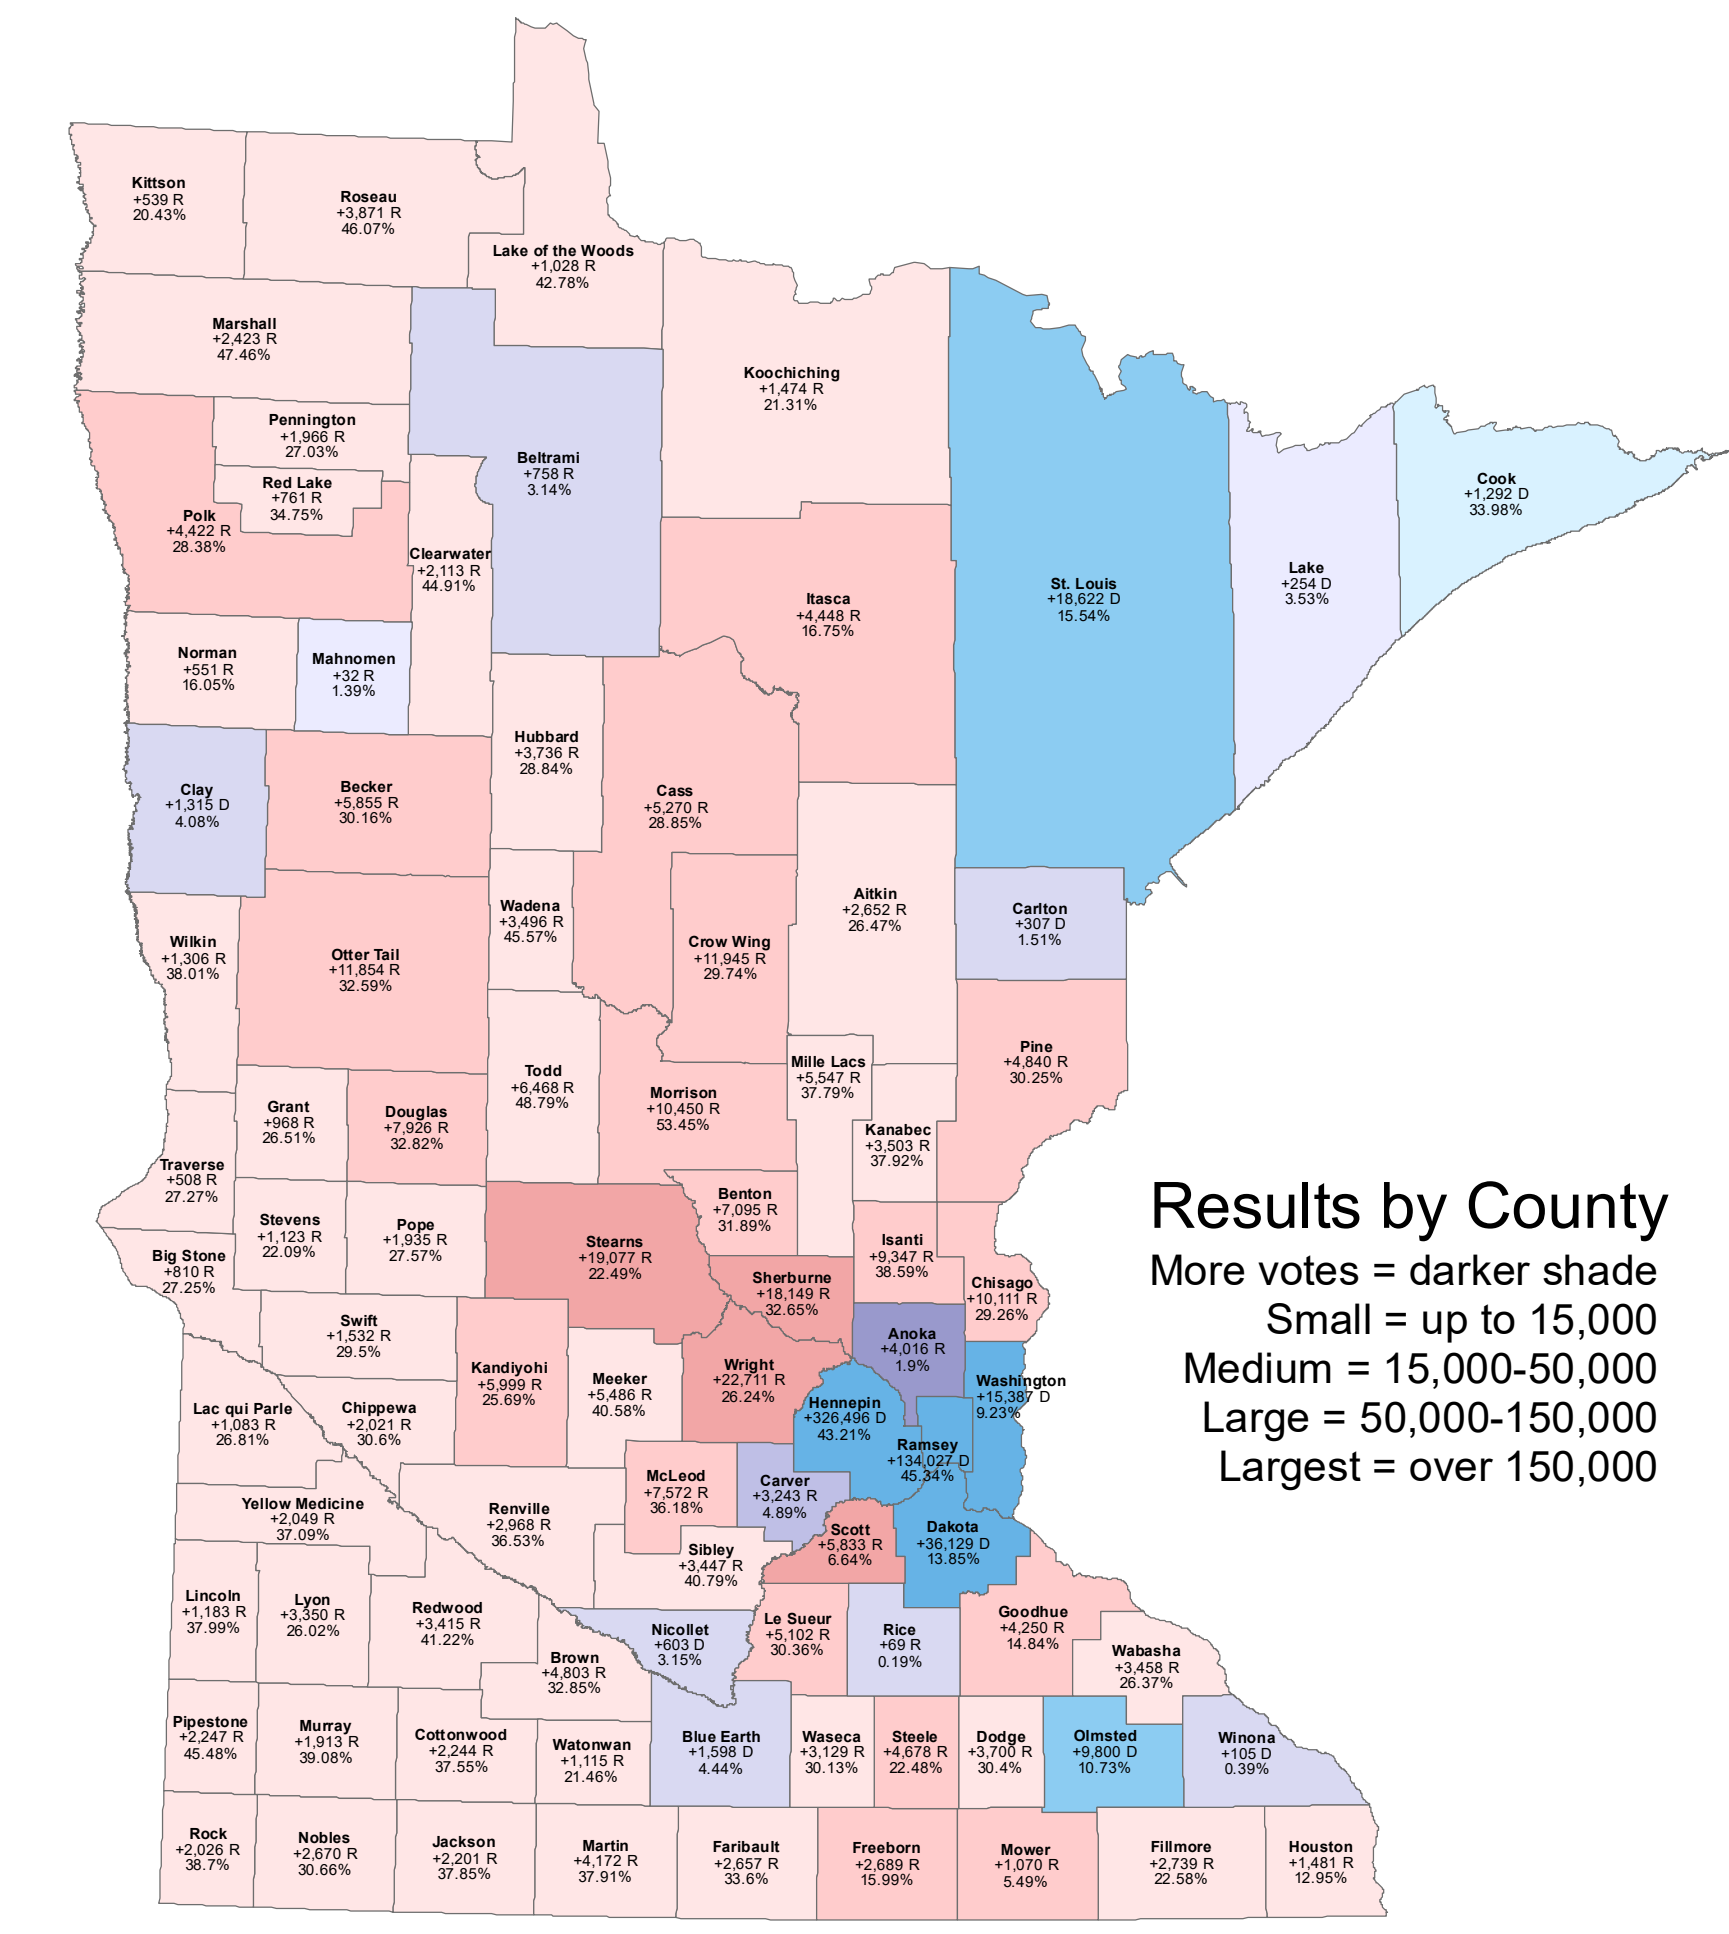 Kittson
+539 R
20.43%
Roseau
+3,871 R
46.07%
Lake of the Woods
+1,028 R
42.78%
Marshall
+2,423 R
47.46%
Koochiching
+1,474 R
21.31%
Pennington
+1,966 R
27.03%
Beltrami
+758 R
3.14%
Red Lake
+761 R
34.75%
Cook
+1,292 D
33.98%
Polk
+4,422 R
28.38%
Clearwater
+2,113 R
44.91%
Lake
+254 D
3.53%
St. Louis
+18,622 D
15.54%
Itasca
+4,448 R
16.75%
Norman
+551 R
16.05%
Mahnomen
+32 R
1.39%
Hubbard
+3,736 R
28.84%
Clay
+1,315 D
4.08%
Becker
+5,855 R
30.16%
Cass
+5,270 R
28.85%
Aitkin
+2,652 R
26.47%
Wadena
+3,496 R
45.57%
Carlton
+307 D
1.51%
Wilkin
+1,306 R
38.01%
Otter Tail
+11,854 R
32.59%
Crow Wing
+11,945 R
29.74%
Pine
+4,840 R
30.25%
Mille Lacs
+5,547 R
37.79%
Todd
+6,468 R
48.79%
Morrison
+10,450 R
53.45%
Grant
+968 R
26.51%
Douglas
+7,926 R
32.82%
Kanabec
+3,503 R
37.92%
Traverse
+508 R
27.27%
Benton
+7,095 R
31.89%
Stevens
+1,123 R
22.09%
Pope
+1,935 R
27.57%
Stearns
+19,077 R
22.49%
Isanti
+9,347 R
38.59%
Big Stone
+810 R
27.25%
Sherburne
+18,149 R
32.65%
Chisago
+10,111 R
29.26%
Results by County
More votes = darker shade
Small = up to 15,000
Medium = 15,000-50,000
Large = 50,000-150,000
Largest = over 150,000
Swift
+1,532 R
29.5%
Anoka
+4,016 R
1.9%
Kandiyohi
+5,999 R
25.69%
Meeker
+5,486 R
40.58%
Wright
+22,711 R
26.24%
Washington
+15,387 D
9.23%
Hennepin
+326,496 D
43.21%
Lac qui Parle
+1,083 R
26.81%
Chippewa
+2,021 R
30.6%
Ramsey
+134,027 D
45.34%
McLeod
+7,572 R
36.18%
Carver
+3,243 R
4.89%
Yellow Medicine
+2,049 R
37.09%
Renville
+2,968 R
36.53%
Scott
+5,833 R
6.64%
Dakota
+36,129 D
13.85%
Sibley
+3,447 R
40.79%
Lincoln
+1,183 R
37.99%
Lyon
+3,350 R
26.02%
Redwood
+3,415 R
41.22%
Le Sueur
+5,102 R
30.36%
Goodhue
+4,250 R
14.84%
Nicollet
+603 D
3.15%
Rice
+69 R
0.19%
Brown
+4,803 R
32.85%
Wabasha
+3,458 R
26.37%
Pipestone
+2,247 R
45.48%
Murray
+1,913 R
39.08%
Cottonwood
+2,244 R
37.55%
Watonwan
+1,115 R
21.46%
Blue Earth
+1,598 D
4.44%
Waseca
+3,129 R
30.13%
Steele
+4,678 R
22.48%
Dodge
+3,700 R
30.4%
Olmsted
+9,800 D
10.73%
Winona
+105 D
0.39%
Rock
+2,026 R
38.7%
Nobles
+2,670 R
30.66%
Jackson
+2,201 R
37.85%
Martin
+4,172 R
37.91%
Faribault
+2,657 R
33.6%
Freeborn
+2,689 R
15.99%
Mower
+1,070 R
5.49%
Fillmore
+2,739 R
22.58%
Houston
+1,481 R
12.95%